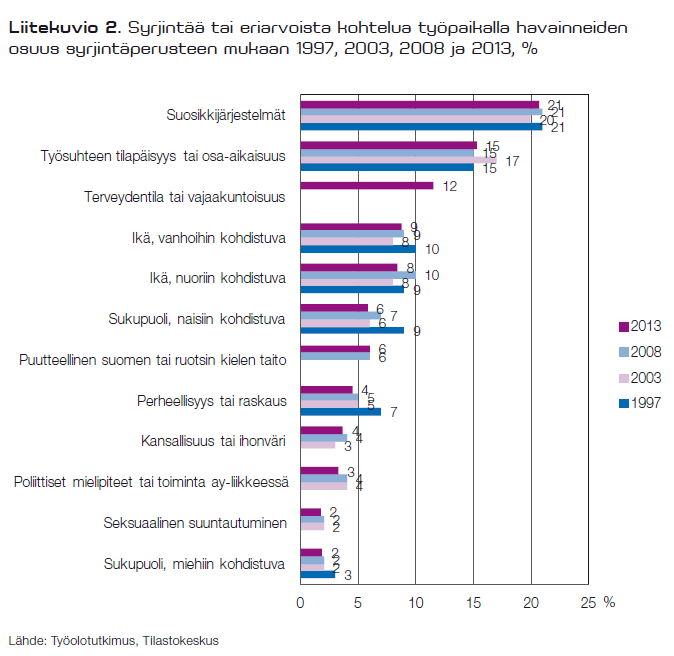 Liitekuvio 2. Syrjintää tai eriarvoista kohtelua työpaikalla havainneiden
osuus syrjintäperusteen mukaan 1997, 2003, 2008 ja 2013, %
Suosikkijärjestelmät
21
21
20
21
Työsuhteen tilapäisyys tai osa-aikaisuus
15
15
17
15
Terveydentila tai vajaakuntoisuus
12
Ikä, vanhoihin kohdistuva
9
9
8
10
Ikä, nuoriin kohdistuva
8
10
8
9
Sukupuoli, naisiin kohdistuva
6
7
6
9
Puutteellinen suomen tai ruotsin kielen taito
6
6
Perheellisyys tai raskaus
4
5
5
7
Kansallisuus tai ihonväri
4
4
3
Poliittiset mielipiteet tai toiminta ay-liikkeessä
3
4
4
Seksuaalinen suuntautuminen
2
2
2
Sukupuoli, miehiin kohdistuva
2
2
2
3
2013
2008
2003
1997
0 5 10 15 20 25 %
Lähde: Työolotutkimus, Tilastokeskus